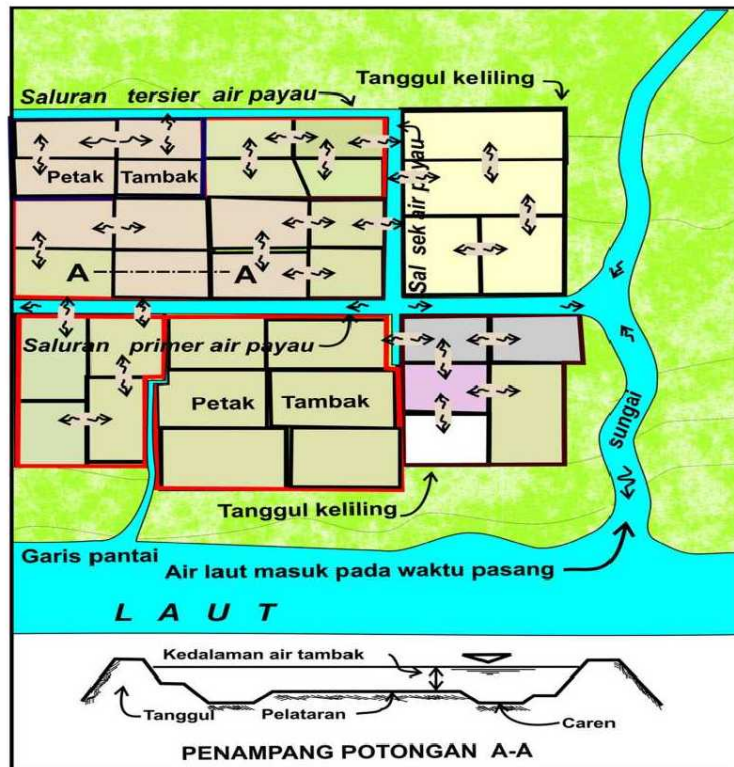 Tanggul keliling
Saluran tersier air payau
Petak
Tambak
Sal sek air payau
A
A
Saluran primer air payau
Petak
Tambak
sungai
Tanggul keliling
Garis pantai
Air laut masuk pada waktu pasang
L A U T
Kedalaman air tambak
Tanggul
Pelataran
Caren
PENAMPANG POTONGAN A-A